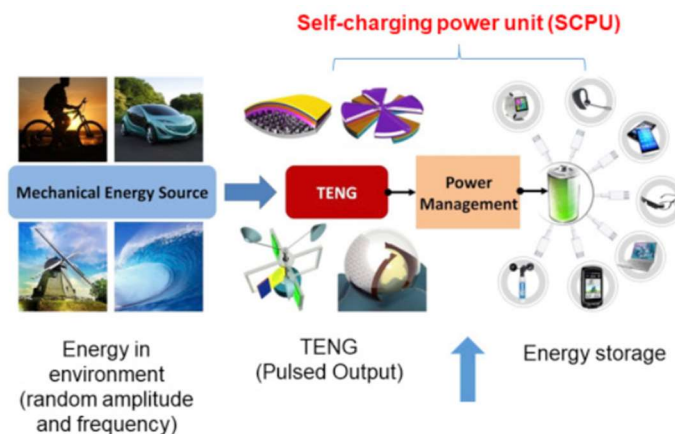 Self-charging power unit (SCPU)
Mechanical Energy Source
TENG
Power
Management
Energy in
environment
(random amplitude
and frequency)
TENG
(Pulsed Output)
Energy storage